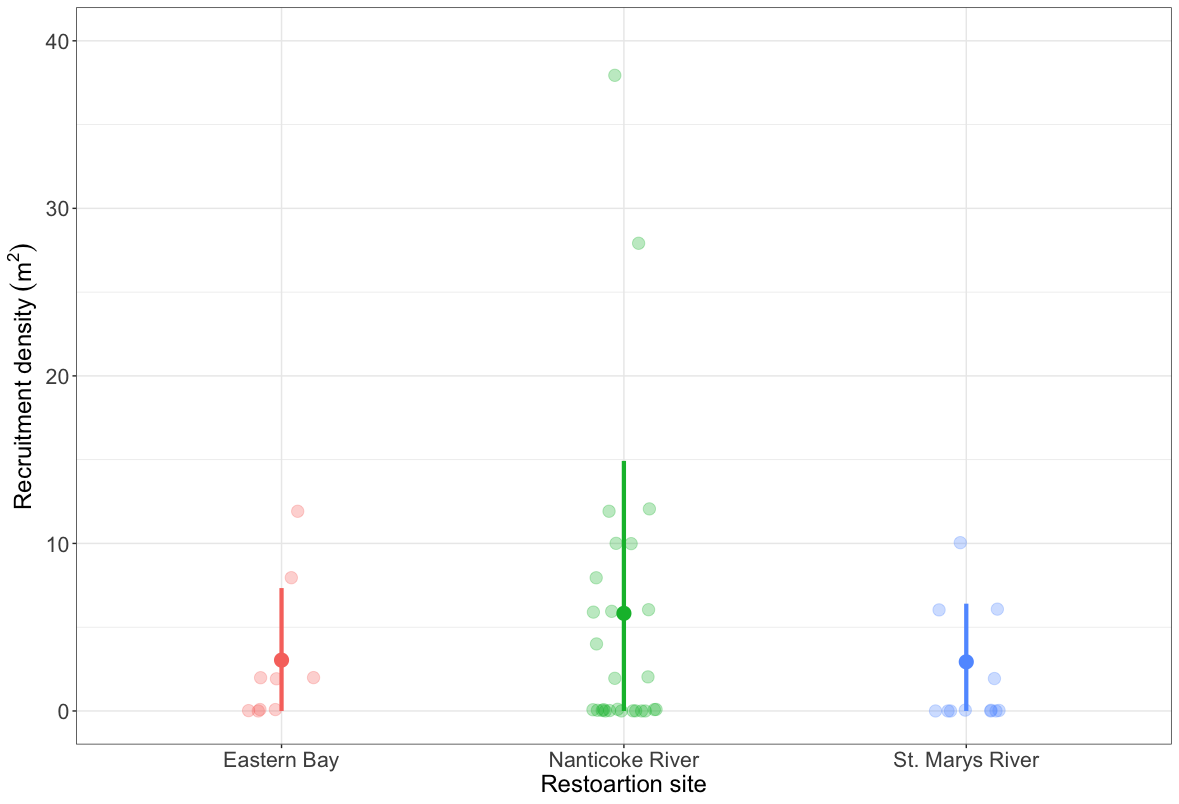 Recruitment density (m²)
40
30
20
10
0
Eastern Bay
Nanticoke River
St. Marys River
Restoartion site